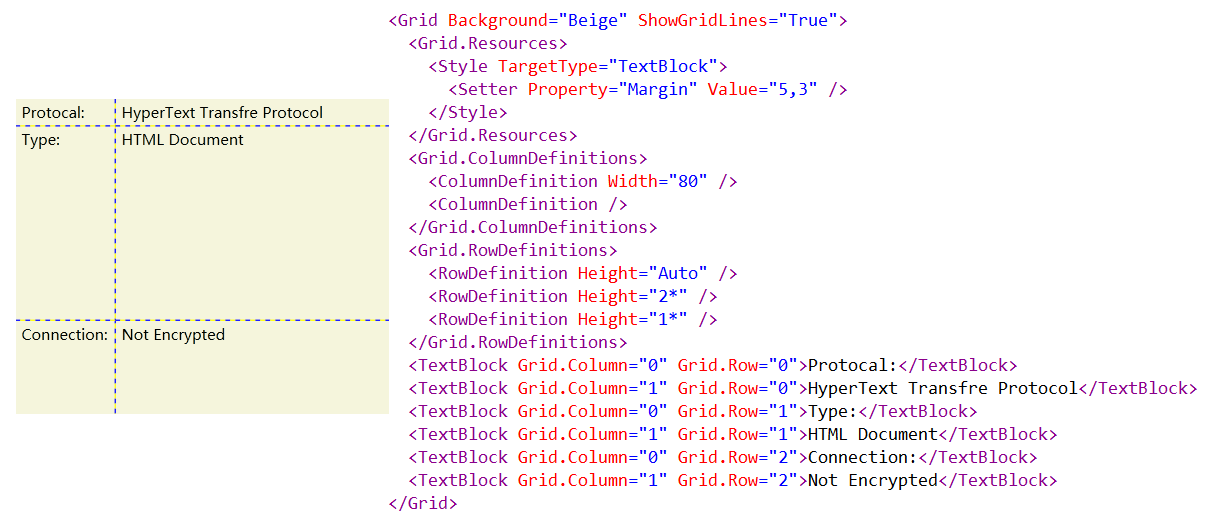 Protocal: HyperText Transfre Protocol
Type: HTML Document
Connection: Not Encrypted
<Grid Background="Beige" ShowGridLines="True">
  <Grid.Resources>
    <Style TargetType="TextBlock">
      <Setter Property="Margin" Value="5,3" />
    </Style>
  </Grid.Resources>
  <Grid.ColumnDefinitions>
    <ColumnDefinition Width="80" />
    <ColumnDefinition />
  </Grid.ColumnDefinitions>
  <Grid.RowDefinitions>
    <RowDefinition Height="Auto" />
    <RowDefinition Height="2*" />
    <RowDefinition Height="1*" />
  </Grid.RowDefinitions>
  <TextBlock Grid.Column="0" Grid.Row="0">Protocal:</TextBlock>
  <TextBlock Grid.Column="1" Grid.Row="0">HyperText Transfre Protocol</TextBlock>
  <TextBlock Grid.Column="0" Grid.Row="1">Type:</TextBlock>
  <TextBlock Grid.Column="1" Grid.Row="1">HTML Document</TextBlock>
  <TextBlock Grid.Column="0" Grid.Row="2">Connection:</TextBlock>
  <TextBlock Grid.Column="1" Grid.Row="2">Not Encrypted</TextBlock>
</Grid>